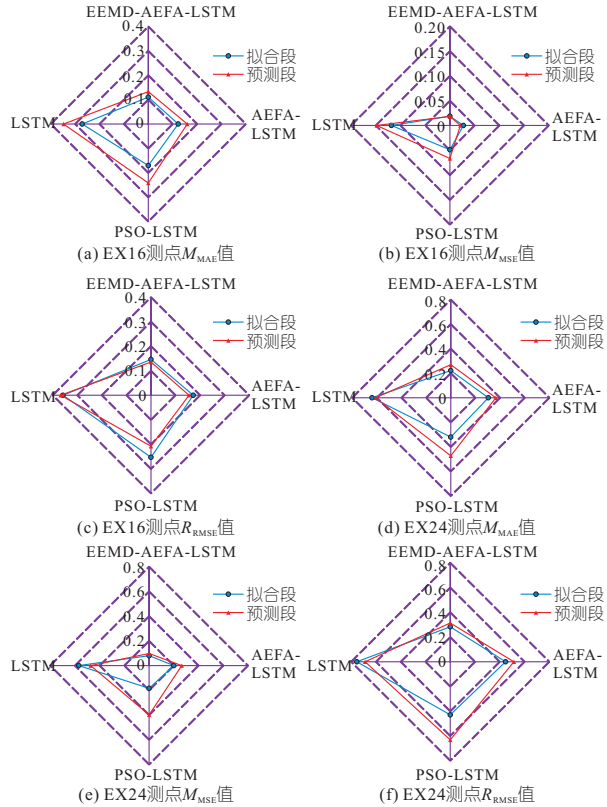 EEMD-AEFA-LSTM
0.4
0.3
0.2
0.1
0
拟合段
预测段
LSTM
AEFA-
LSTM
PSO-LSTM
(a) EX16测点M_MAE值
EEMD-AEFA-LSTM
0.20
0.15
0.10
0.05
0
拟合段
预测段
LSTM
AEFA-
LSTM
PSO-LSTM
(b) EX16测点M_MSE值
EEMD-AEFA-LSTM
0.4
0.3
0.2
0.1
0
拟合段
预测段
LSTM
AEFA-
LSTM
PSO-LSTM
(c) EX16测点R_RMSE值
EEMD-AEFA-LSTM
0.8
0.6
0.4
0.2
0
拟合段
预测段
LSTM
AEFA-
LSTM
PSO-LSTM
(d) EX24测点M_MAE值
EEMD-AEFA-LSTM
0.8
0.6
0.4
0.2
0
拟合段
预测段
LSTM
AEFA-
LSTM
PSO-LSTM
(e) EX24测点M_MSE值
EEMD-AEFA-LSTM
0.8
0.6
0.4
0.2
0
拟合段
预测段
LSTM
AEFA-
LSTM
PSO-LSTM
(f) EX24测点R_RMSE值